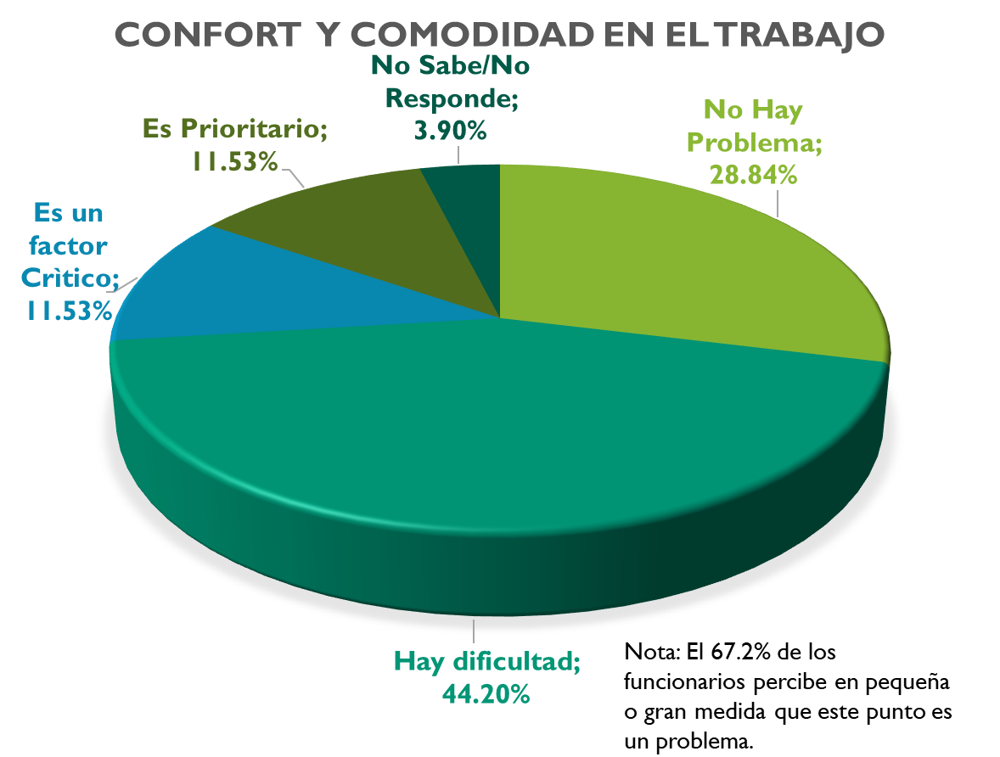 CONFORT Y COMODIDAD EN EL TRABAJO
No Sabe/No
Responde;
3.90%
No Hay
Problema;
28.84%
Es Prioritario;
11.53%
Es un
factor
Crìtico;
11.53%
Hay dificultad;
44.20%
Nota: El 67.2% de los
funcionarios percibe en pequeña
o gran medida que este punto es
un problema.